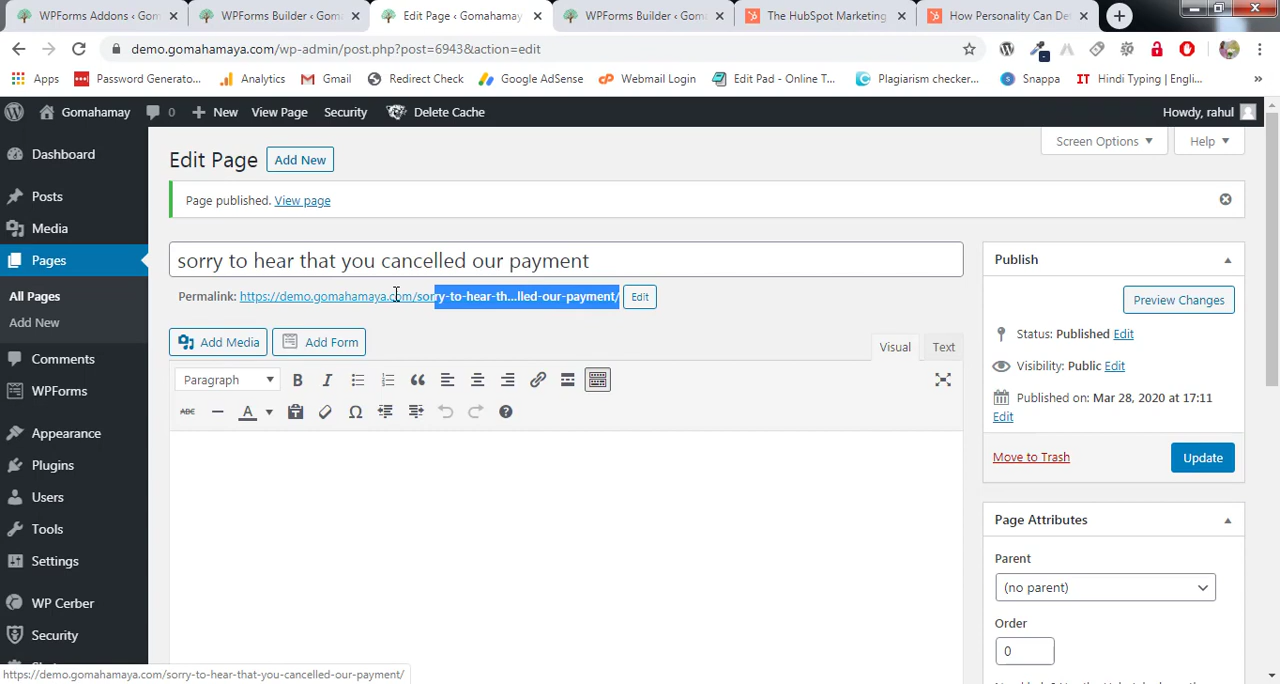 WPForms Addons ‹ Gom
WPForms Builder ‹ Gom
Edit Page ‹ Gomahamay
WPForms Builder ‹ Gom
The HubSpot Marketing
How Personality Can De
demo.gomahamaya.com/wp-admin/post.php?post=6943&action=edit
Apps
Password Generato...
Analytics
Gmail
Redirect Check
Google AdSense
Webmail Login
Edit Pad - Online T...
Plagiarism checker...
Snappa
IT Hindi Typing | Engli...
»
Gomahamay
0
New
View Page
Security
Delete Cache
Howdy, rahul
Dashboard
Posts
Media
Pages
All Pages
Add New
Comments
WPForms
Appearance
Plugins
Users
Tools
Settings
WP Cerber
Security
Edit Page
Add New
Screen Options
Help
Page published. View page
sorry to hear that you cancelled our payment
Permalink: https://demo.gomahamaya.com/sorry-to-hear-th...lled-our-payment/
Edit
Add Media
Add Form
Visual
Text
Paragraph
B
I
ABC
A
Ω
Publish
Preview Changes
Status: Published Edit
Visibility: Public Edit
Published on: Mar 28, 2020 at 17:11
Edit
Move to Trash
Update
Page Attributes
Parent
(no parent)
Order
0
https://demo.gomahamaya.com/sorry-to-hear-that-you-cancelled-our-payment/